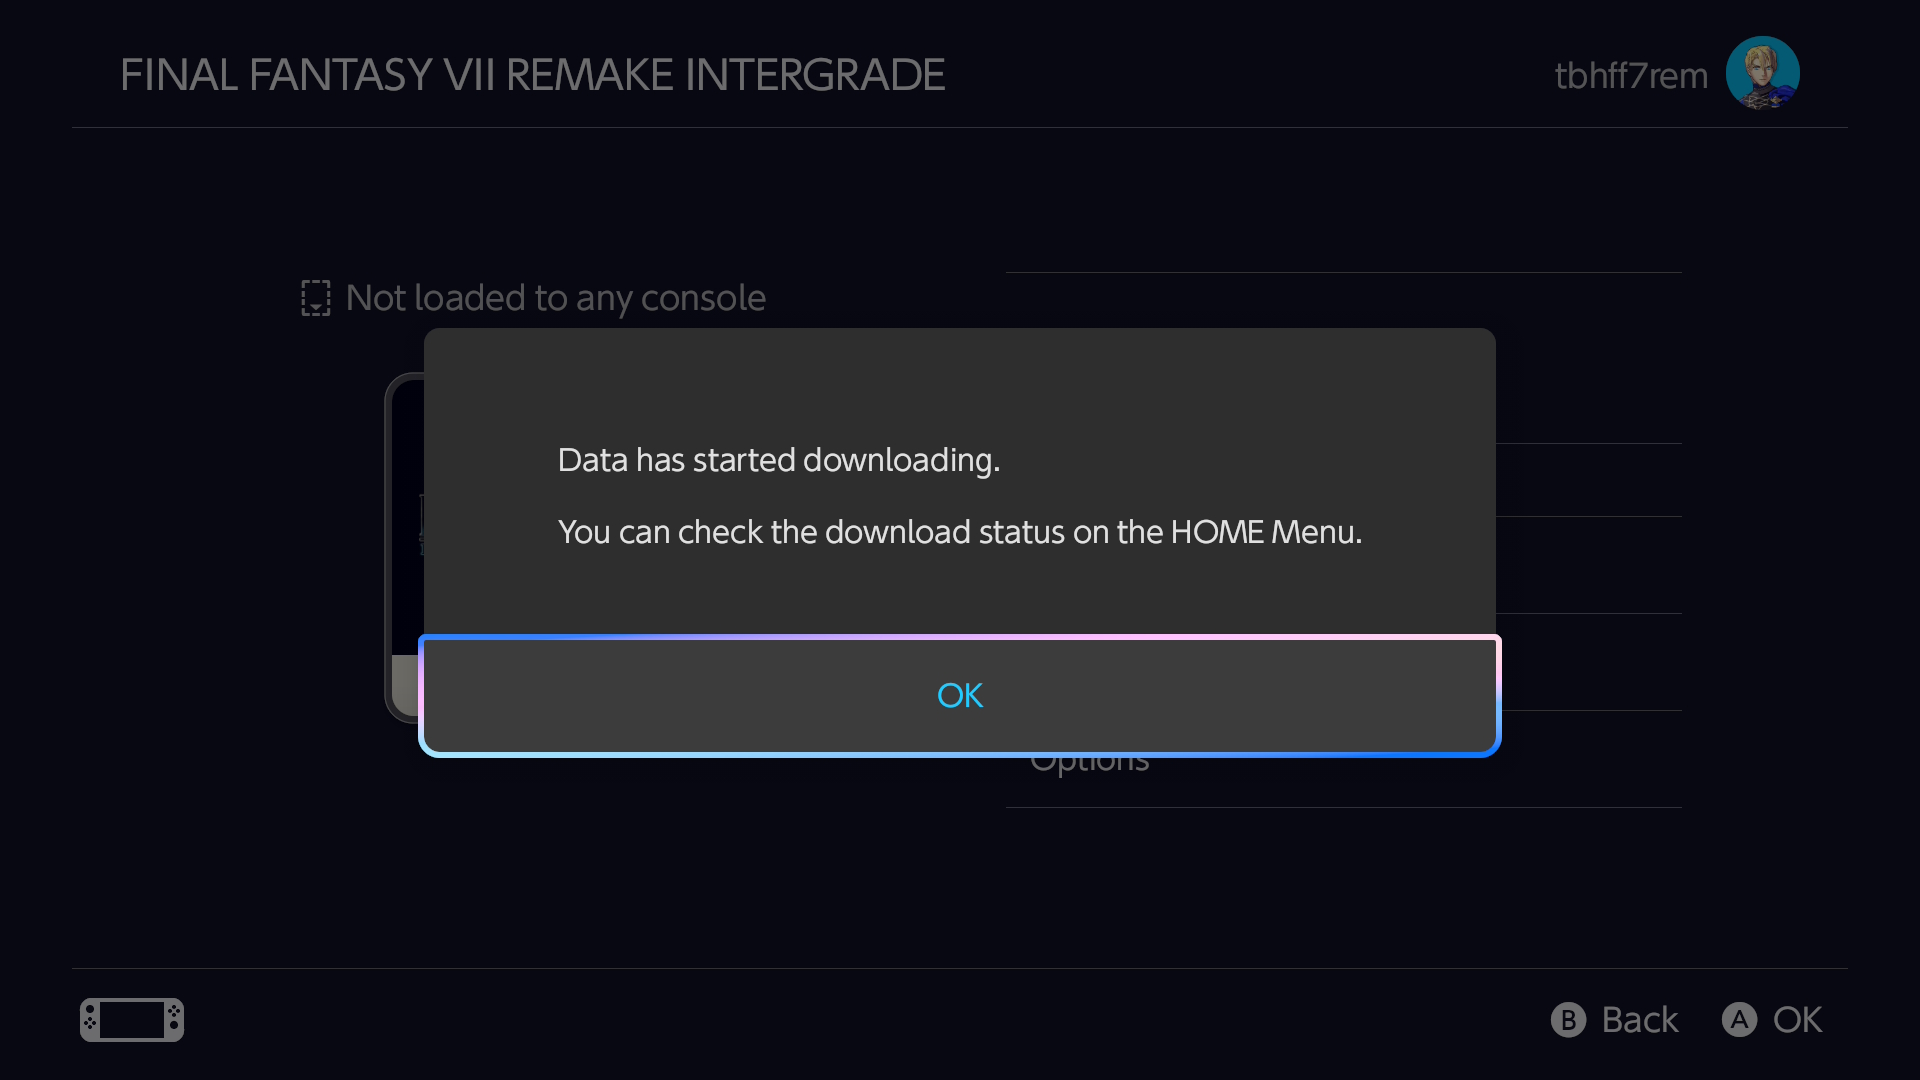 FINAL FANTASY VII REMAKE INTERGRADE
tbhff7rem
Not loaded to any console
Data has started downloading.
You can check the download status on the HOME Menu.
OK
Options
B Back
A OK